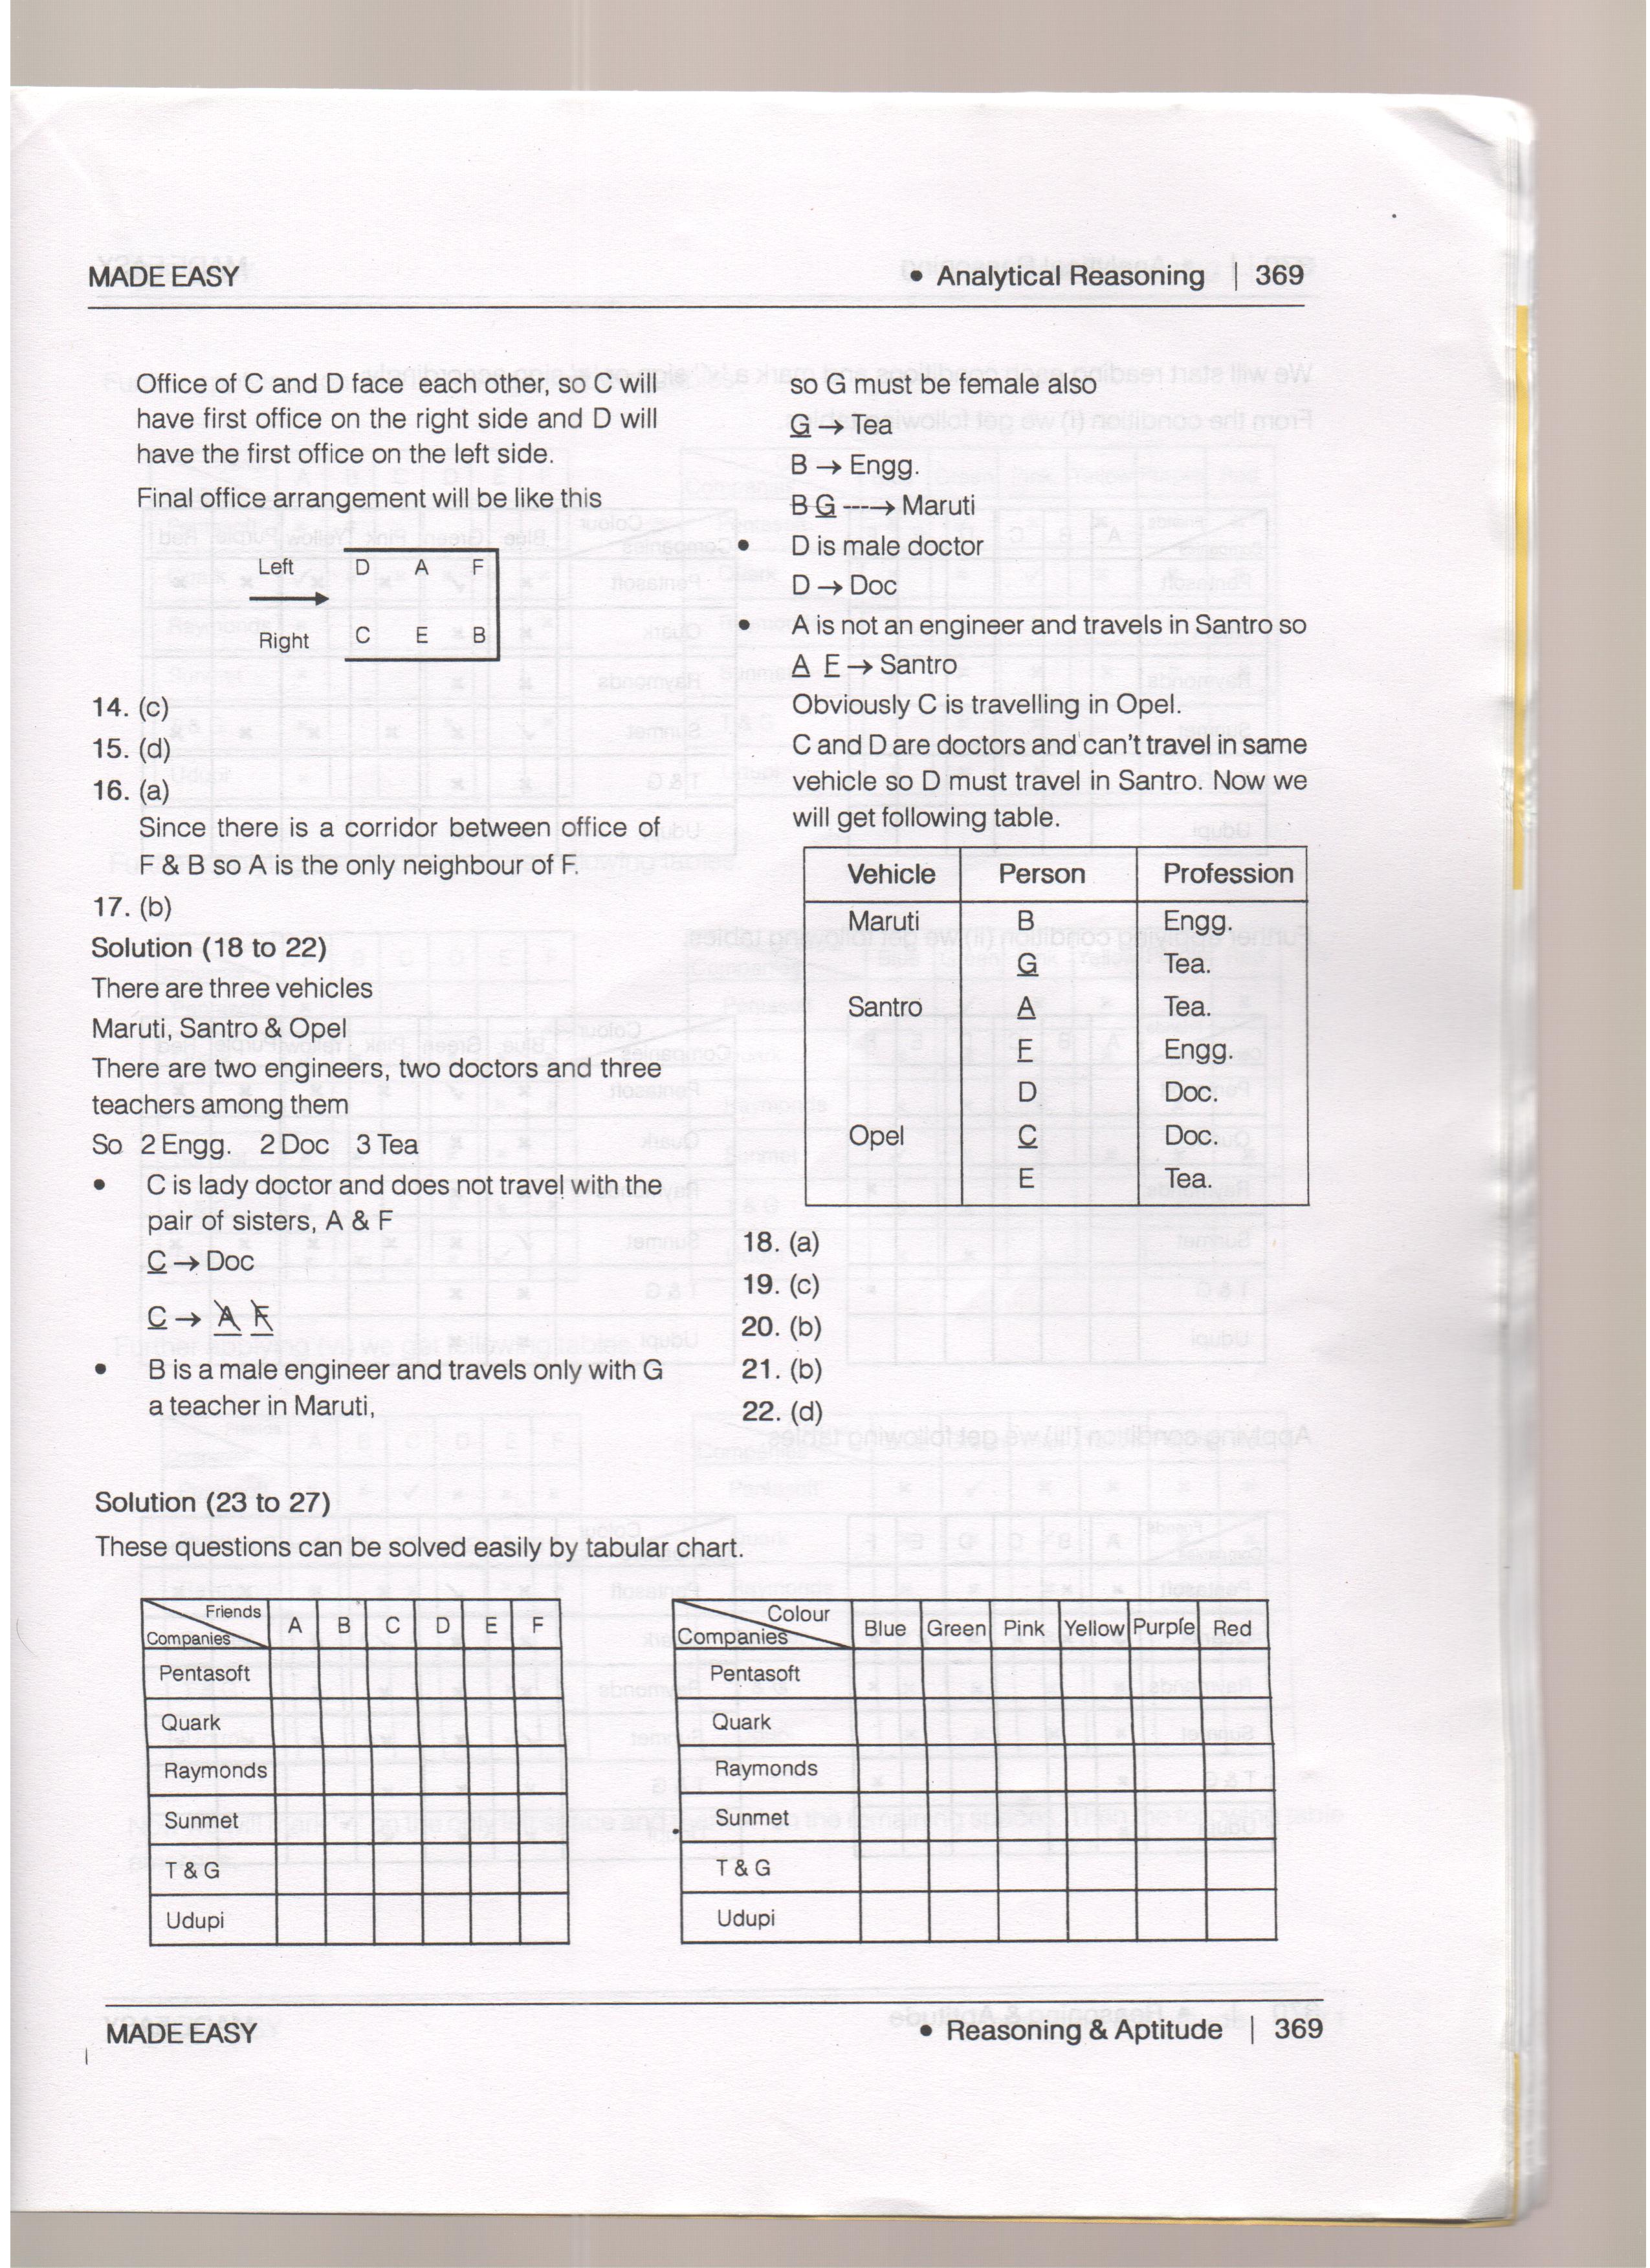 MADE EASY
• Analytical Reasoning | 369
Office of C and D face each other, so C will
have first office on the right side and D will
have the first office on the left side.
Final office arrangement will be like this
Left D A F
Right C E B
14. (c)
15. (d)
16. (a)
Since there is a corridor between office of
F & B so A is the only neighbour of F.
17. (b)
Solution (18 to 22)
There are three vehicles
Maruti, Santro & Opel
There are two engineers, two doctors and three
teachers among them
So 2 Engg. 2 Doc 3 Tea
• C is lady doctor and does not travel with the
pair of sisters, A & F
C → Doc
C → A F
• B is a male engineer and travels only with G
a teacher in Maruti,
so G must be female also
G → Tea
B → Engg.
B G ---→ Maruti
• D is male doctor
D → Doc
• A is not an engineer and travels in Santro so
A F → Santro
Obviously C is travelling in Opel.
C and D are doctors and can't travel in same
vehicle so D must travel in Santro. Now we
will get following table.
Vehicle Person Profession
Maruti B Engg.
G Tea.
Santro A Tea.
F Engg.
D Doc.
Opel C Doc.
E Tea.
18. (a)
19. (c)
20. (b)
21. (b)
22. (d)
Solution (23 to 27)
These questions can be solved easily by tabular chart.
Friends
Companies A B C D E F
Pentasoft
Quark
Raymonds
Sunmet
T & G
Udupi
Colour
Companies Blue Green Pink Yellow Purple Red
Pentasoft
Quark
Raymonds
Sunmet
T & G
Udupi
MADE EASY
• Reasoning & Aptitude | 369